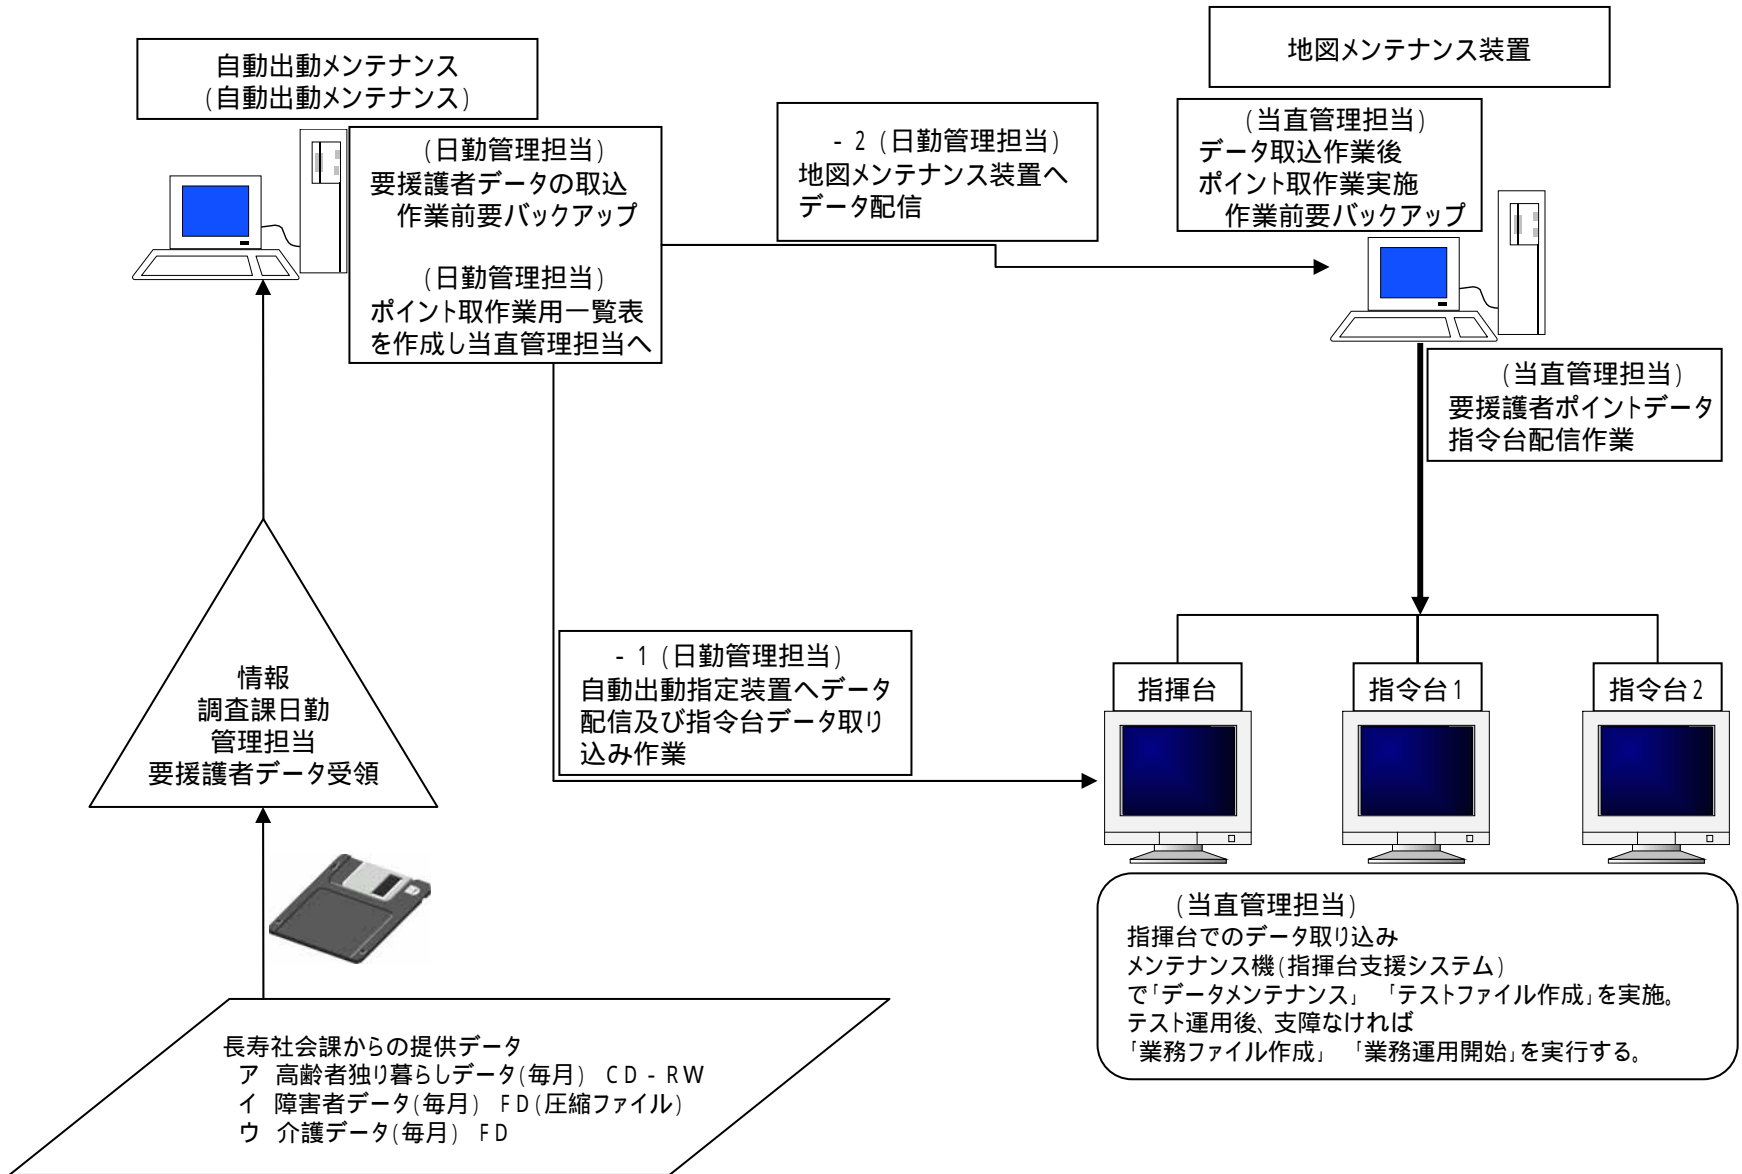 自動出動メンテナンス
(自動出動メンテナンス)
地図メンテナンス装置
(日勤管理担当)
要援護者データの取込
作業前要バックアップ
(日勤管理担当)
ポイント取作業用一覧表
を作成し当直管理担当へ
-2(日勤管理担当)
地図メンテナンス装置へ
データ配信
(当直管理担当)
データ取込作業後
ポイント取作業実施
作業前要バックアップ
(当直管理担当)
要援護者ポイントデータ
指令台配信作業
-1(日勤管理担当)
自動出動指定装置へデータ
配信及び指令台データ取り
込み作業
指揮台
指令台1
指令台2
情報
調査課日勤
管理担当
要援護者データ受領
(当直管理担当)
指揮台でのデータ取り込み
メンテナンス機(指揮台支援システム)
で「データメンテナンス」 「テストファイル作成」を実施。
テスト運用後、支障なければ
「業務ファイル作成」 「業務運用開始」を実行する。
長寿社会課からの提供データ
ア 高齢者独り暮らしデータ(毎月) CD-RW
イ 障害者データ(毎月) FD(圧縮ファイル)
ウ 介護データ(毎月) FD